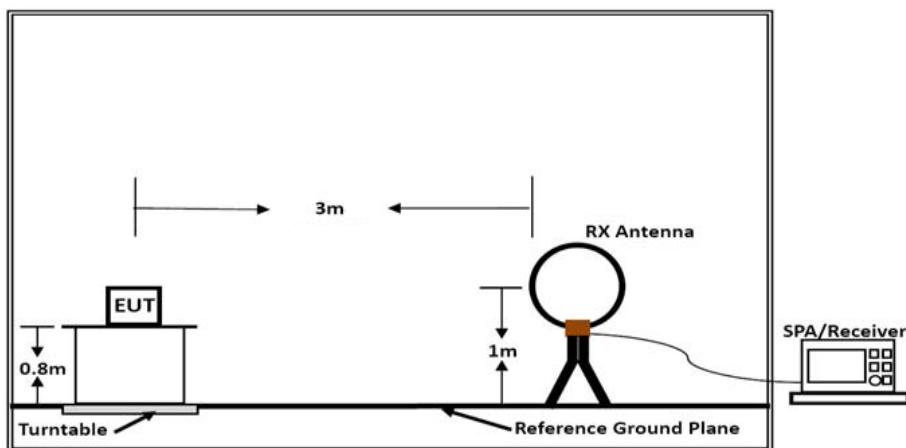 3m
RX Antenna
EUT
SPA/Receiver
0.8m
1m
Turntable
Reference Ground Plane